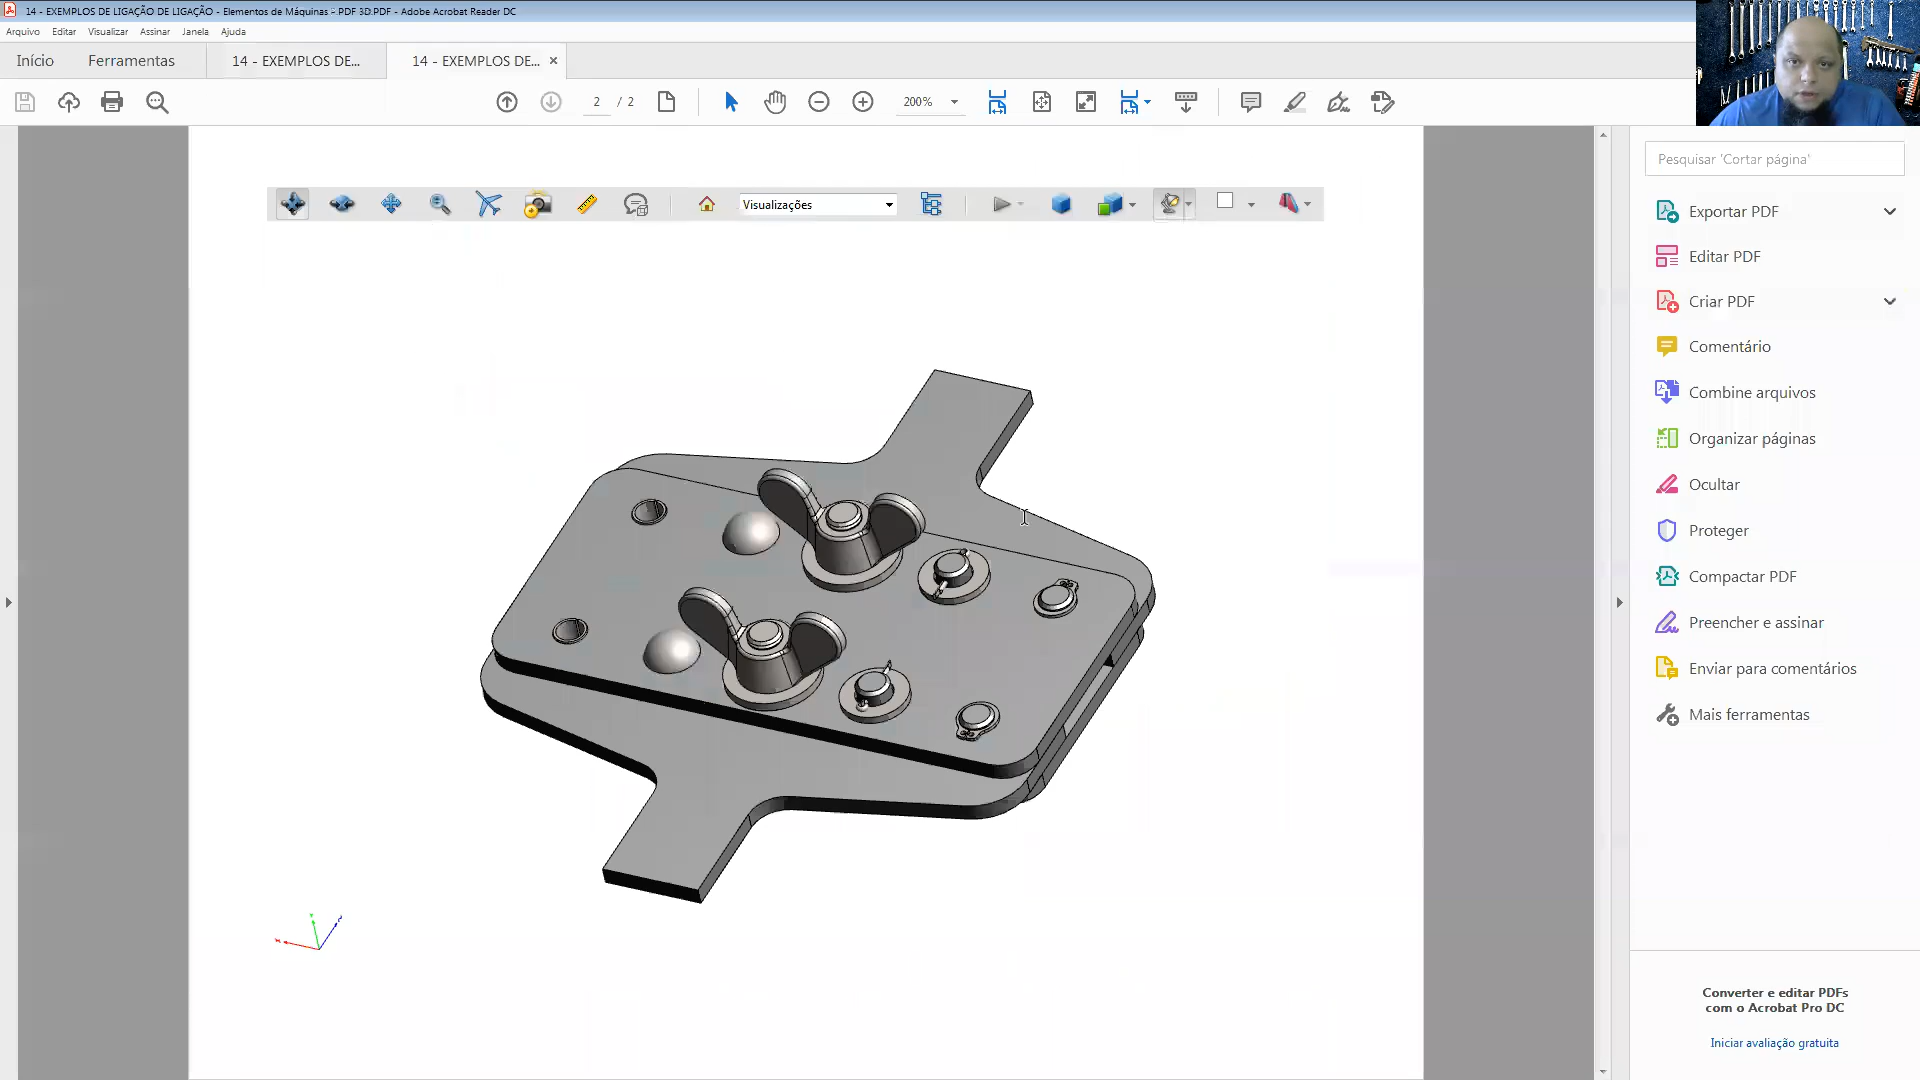 14 - EXEMPLOS DE LIGAÇÃO DE LIGAÇÃO - Elementos de Máquinas - PDF 3D.PDF - Adobe Acrobat Reader DC
Arquivo Editar Visualizar Assinar Janela Ajuda
Início Ferramentas 14 - EXEMPLOS DE... 14 - EXEMPLOS DE... ×
2 / 2 200%
Pesquisar 'Cortar página'
Visualizações
Exportar PDF
Editar PDF
Criar PDF
Comentário
Combine arquivos
Organizar páginas
Ocultar
Proteger
Compactar PDF
Preencher e assinar
Enviar para comentários
Mais ferramentas
Converter e editar PDFs
com o Acrobat Pro DC
Iniciar avaliação gratuita